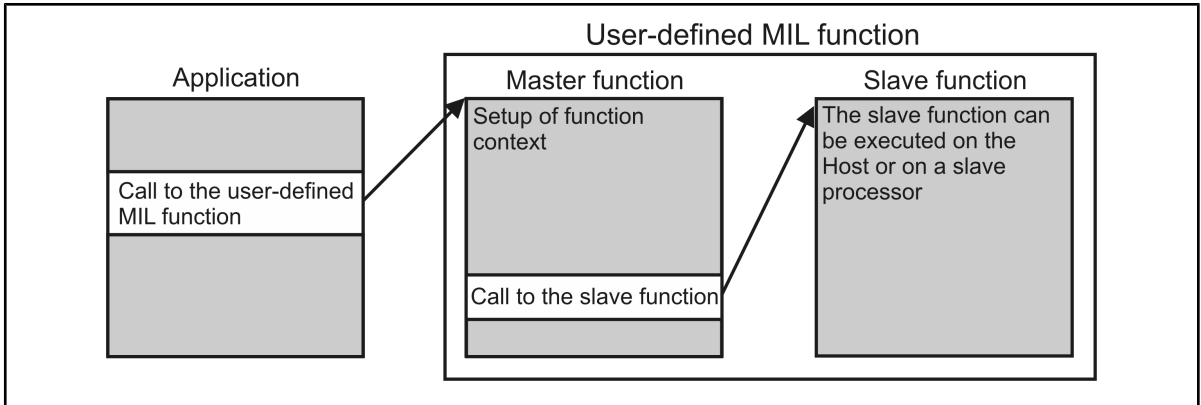 User-defined MIL function
Application
Master function
Slave function
Setup of function
context
The slave function can
be executed on the
Host or on a slave
processor
Call to the user-defined
MIL function
Call to the slave function